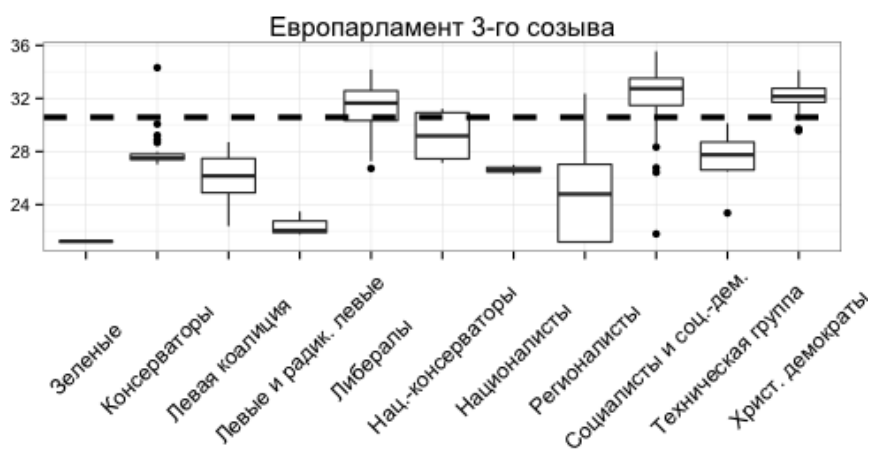 Европарламент 3-го созыва
36
32
28
24
Зеленые
Консерваторы
Левая коалиция
Левые и радик. левые
Либералы
Нац.-консерваторы
Националисты
Регионалисты
Социалисты и соц.-дем.
Техническая группа
Христ. демократы